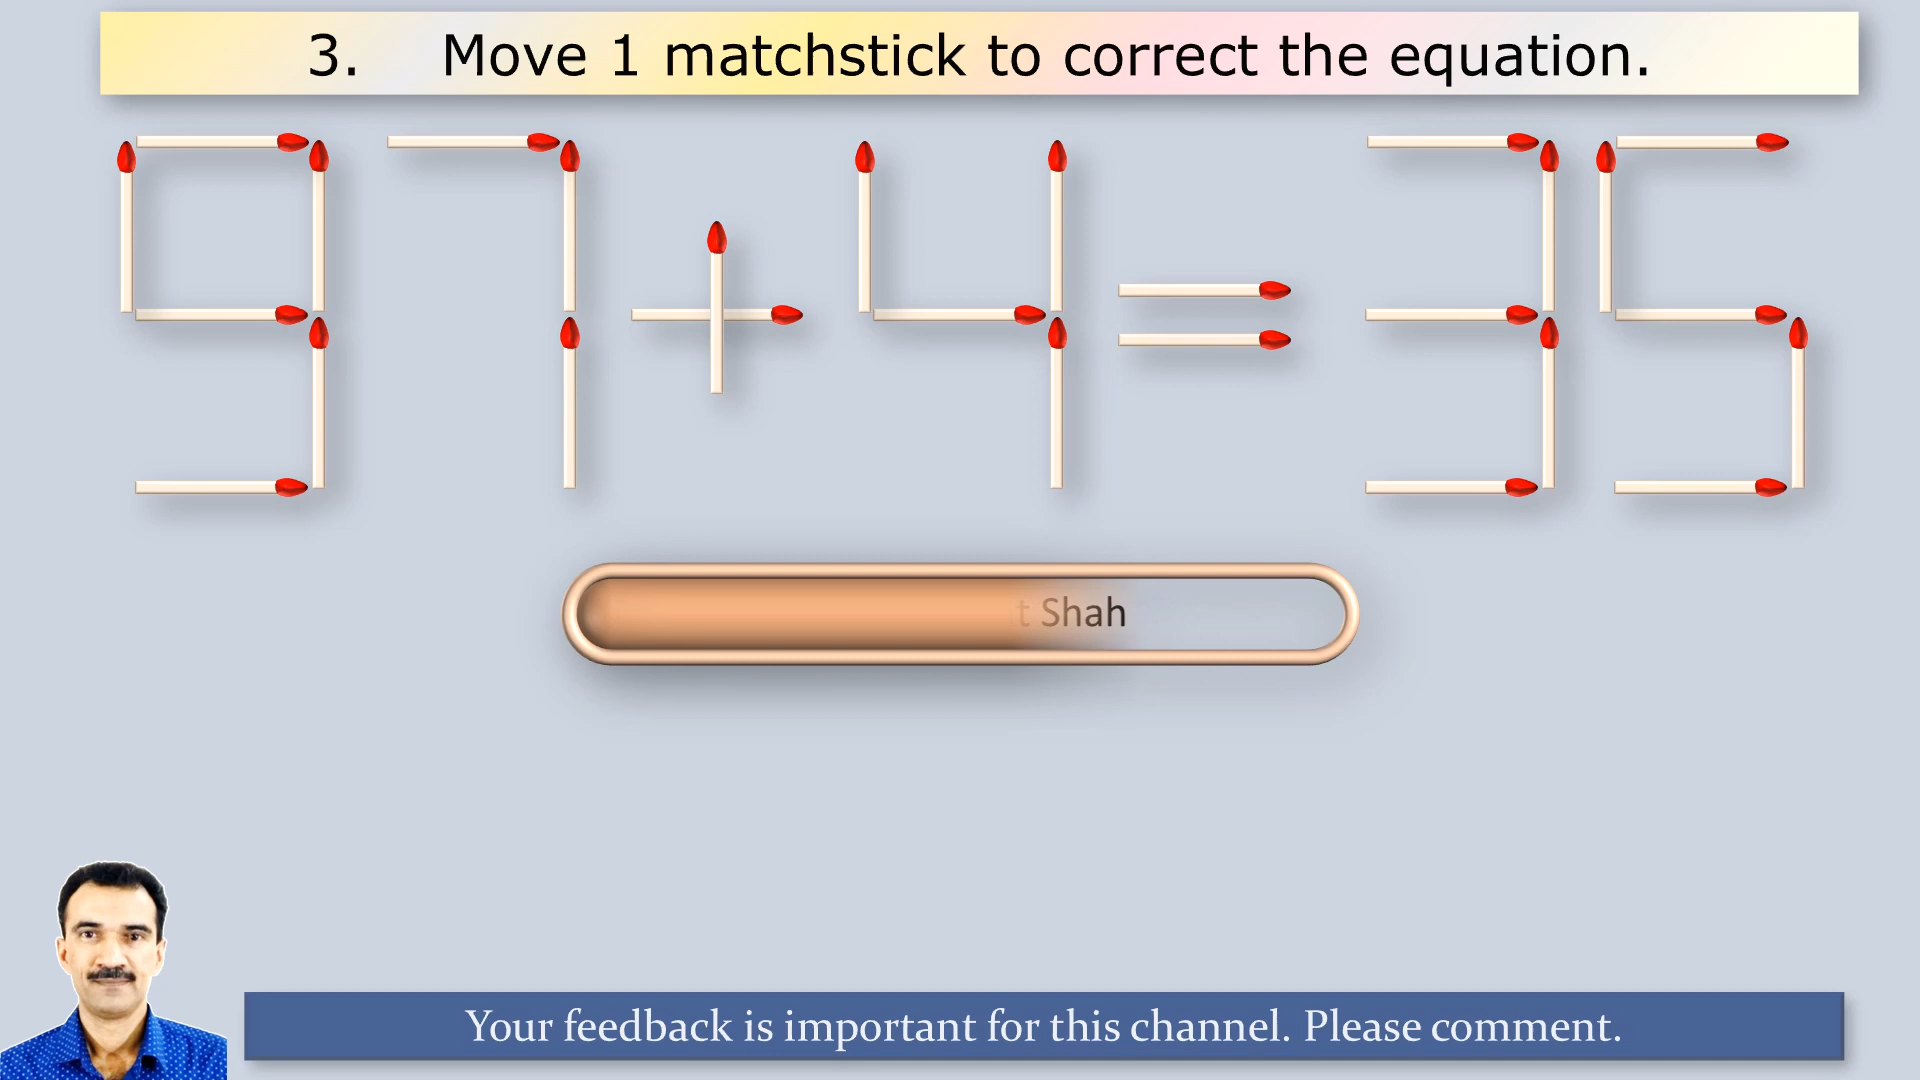 3. Move 1 matchstick to correct the equation.
97+4=35
Shah
Your feedback is important for this channel. Please comment.